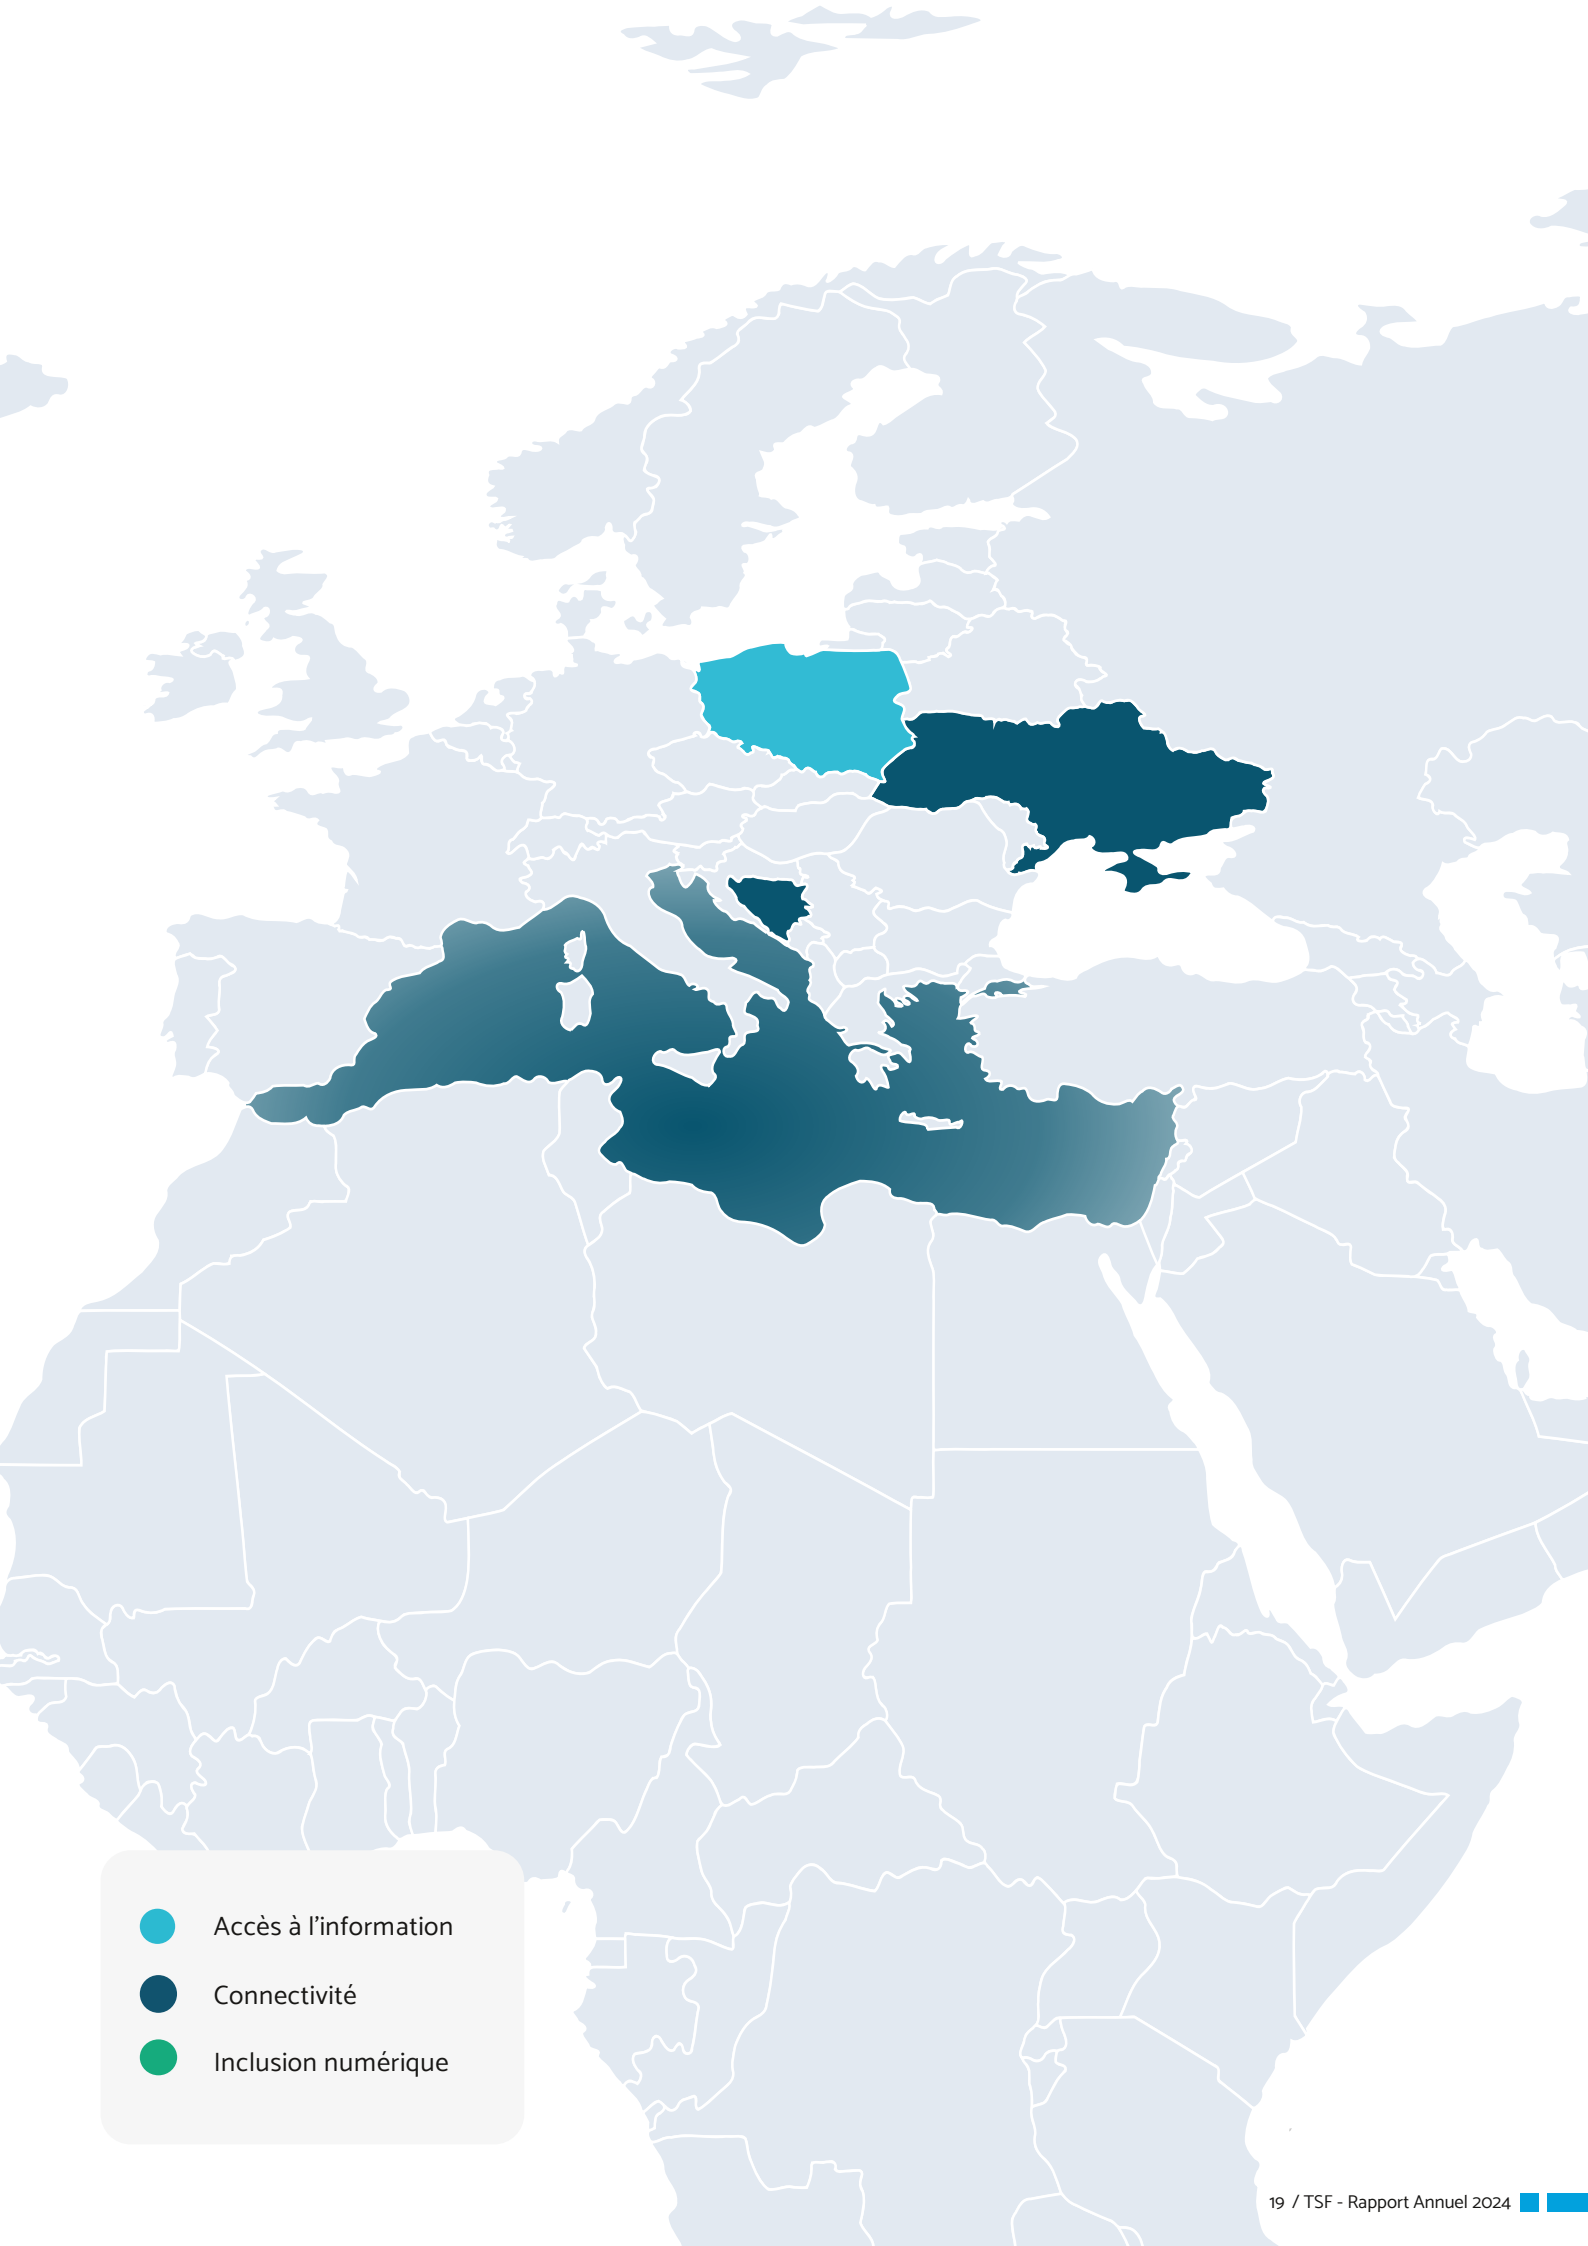 Accès à l’information
Connectivité
Inclusion numérique
19 / TSF - Rapport Annuel 2024